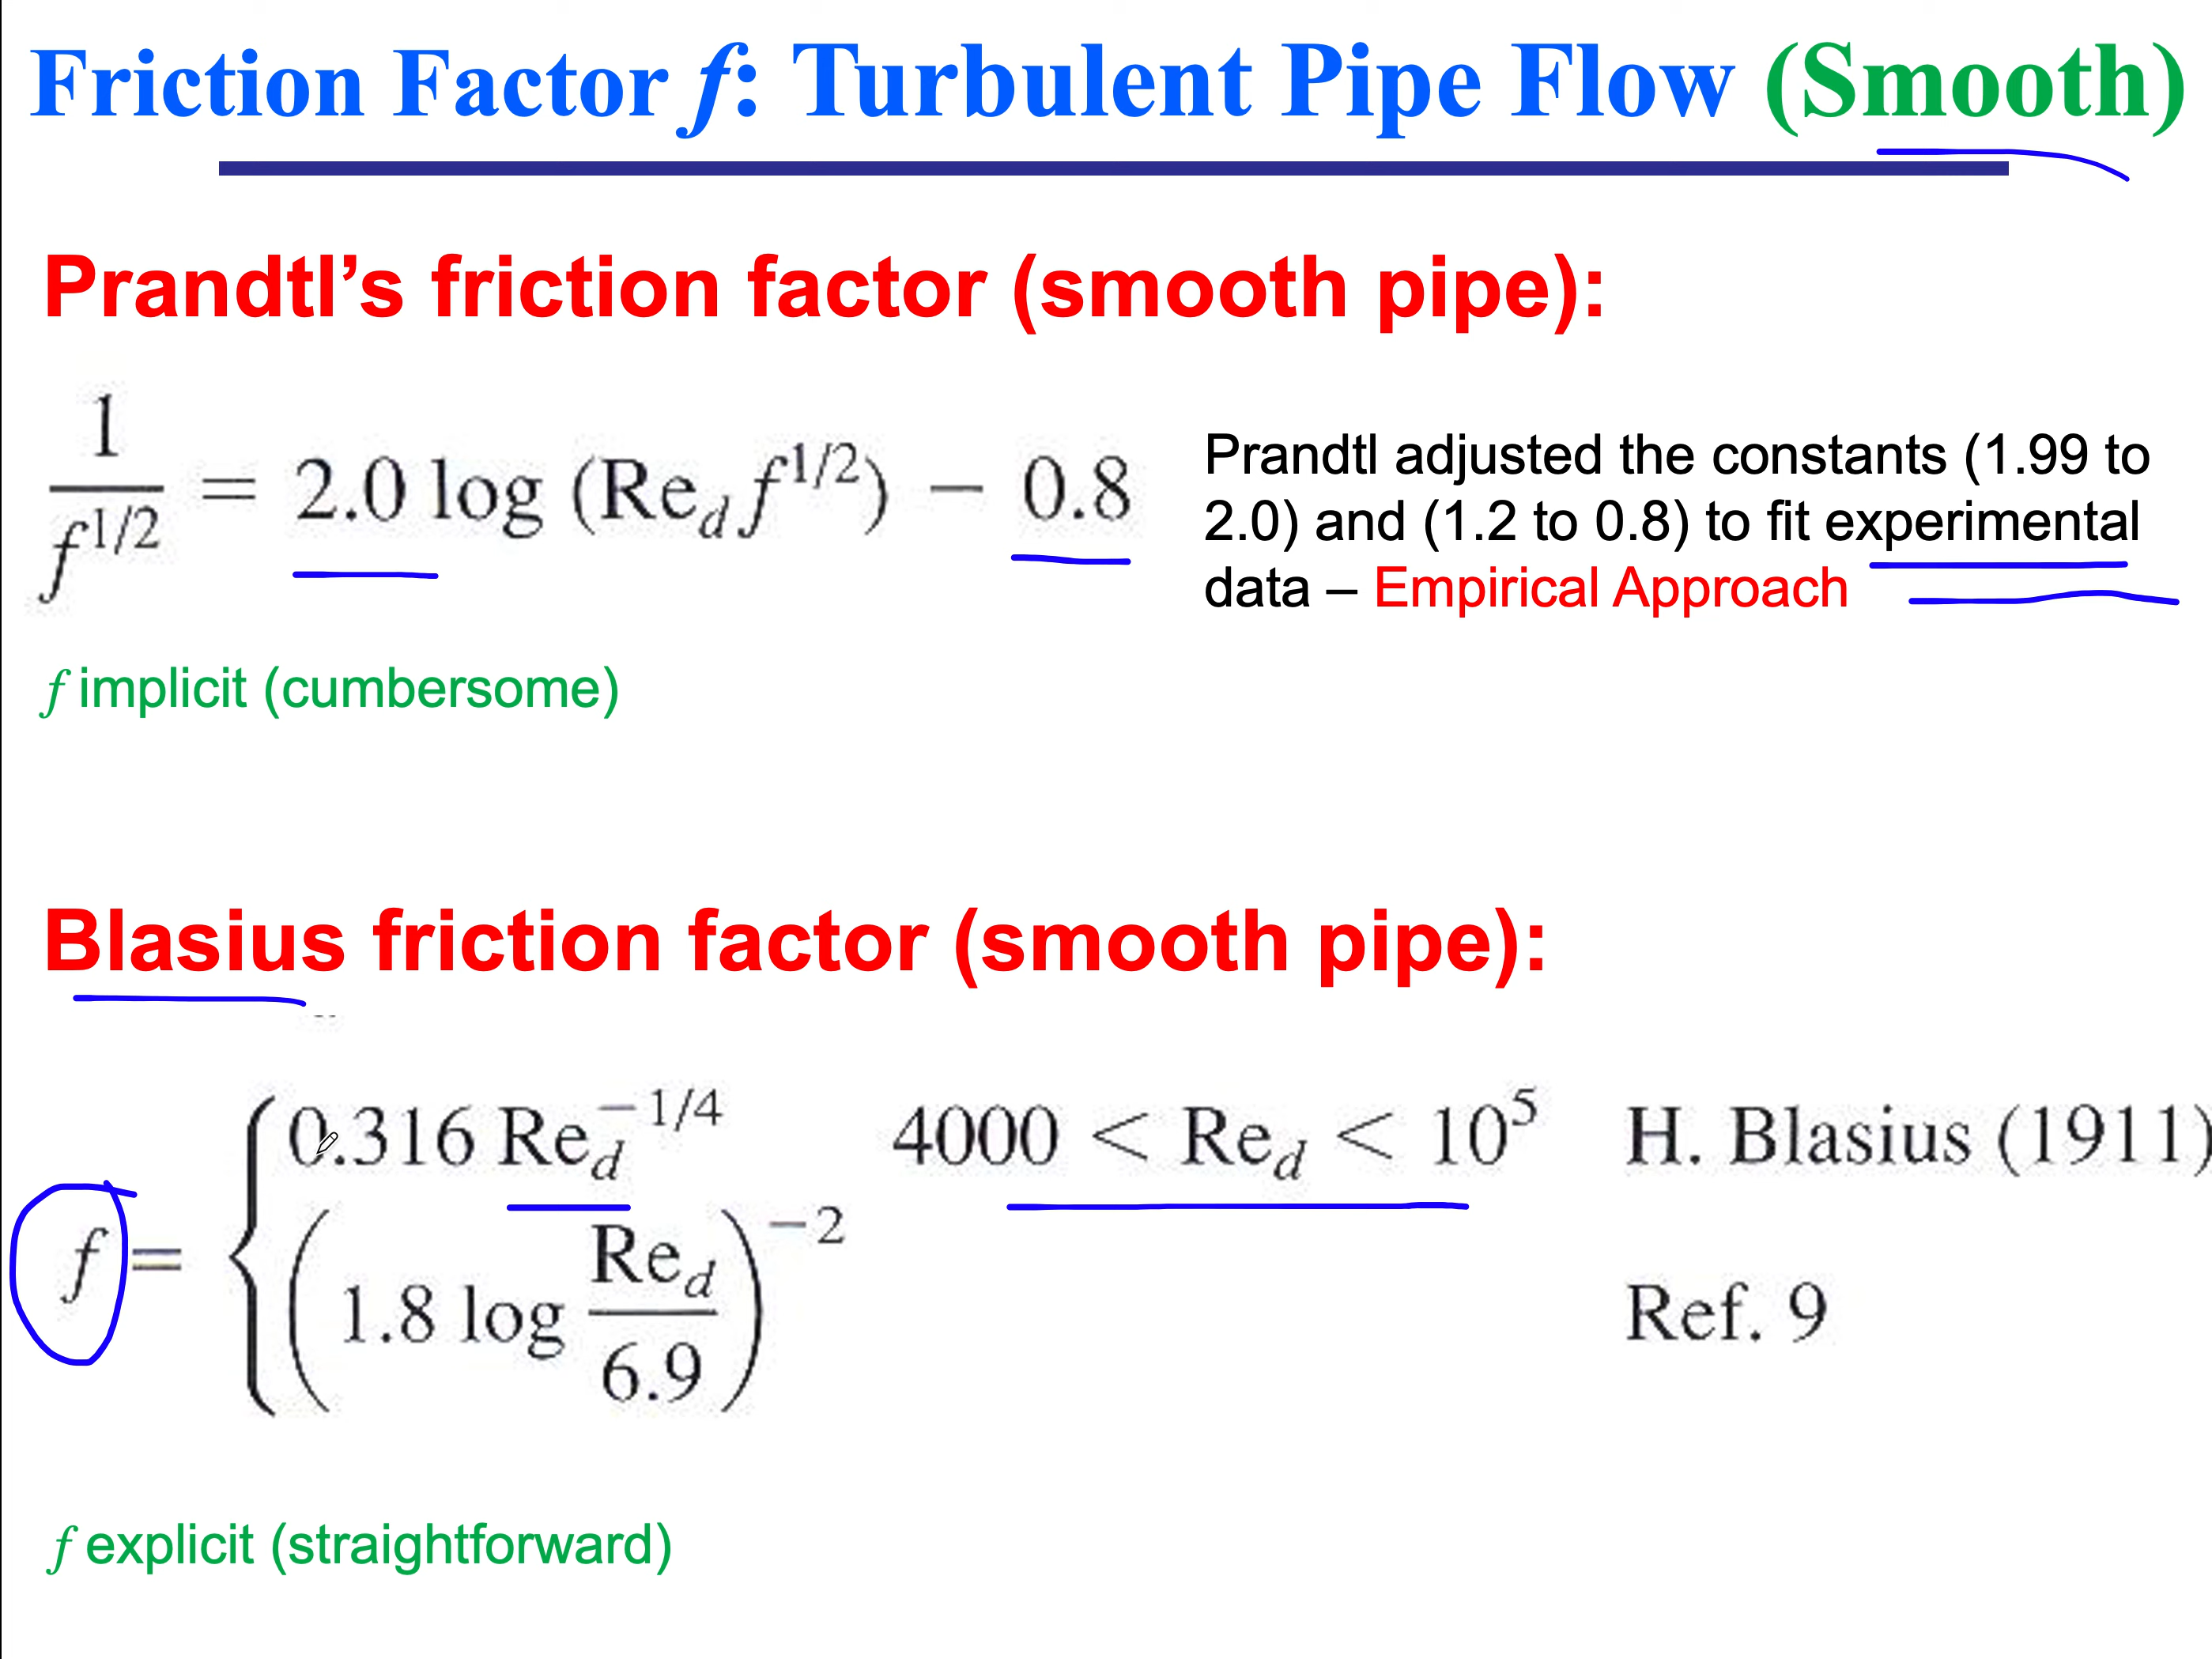 Friction Factor f: Turbulent Pipe Flow (Smooth)
Prandtl’s friction factor (smooth pipe):
1/f^1/2 = 2.0 log (Re_d f^1/2) − 0.8
Prandtl adjusted the constants (1.99 to
2.0) and (1.2 to 0.8) to fit experimental
data – Empirical Approach
f implicit (cumbersome)
Blasius friction factor (smooth pipe):
f = { 0.316 Re_d^−1/4 4000 < Re_d < 10^5 H. Blasius (1911)
(1.8 log Re_d/6.9)^−2 Ref. 9
f explicit (straightforward)